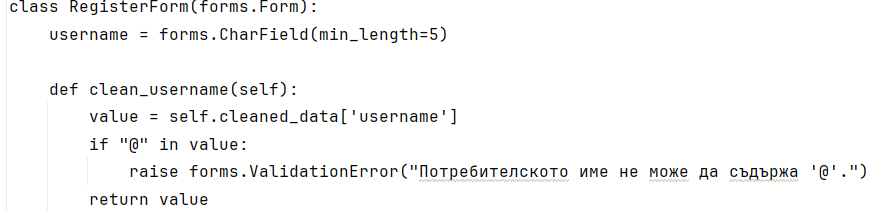 class RegisterForm(forms.Form):
    username = forms.CharField(min_length=5)

    def clean_username(self):
        value = self.cleaned_data['username']
        if "@" in value:
            raise forms.ValidationError("Потребителското име не може да съдържа '@'.")
        return value